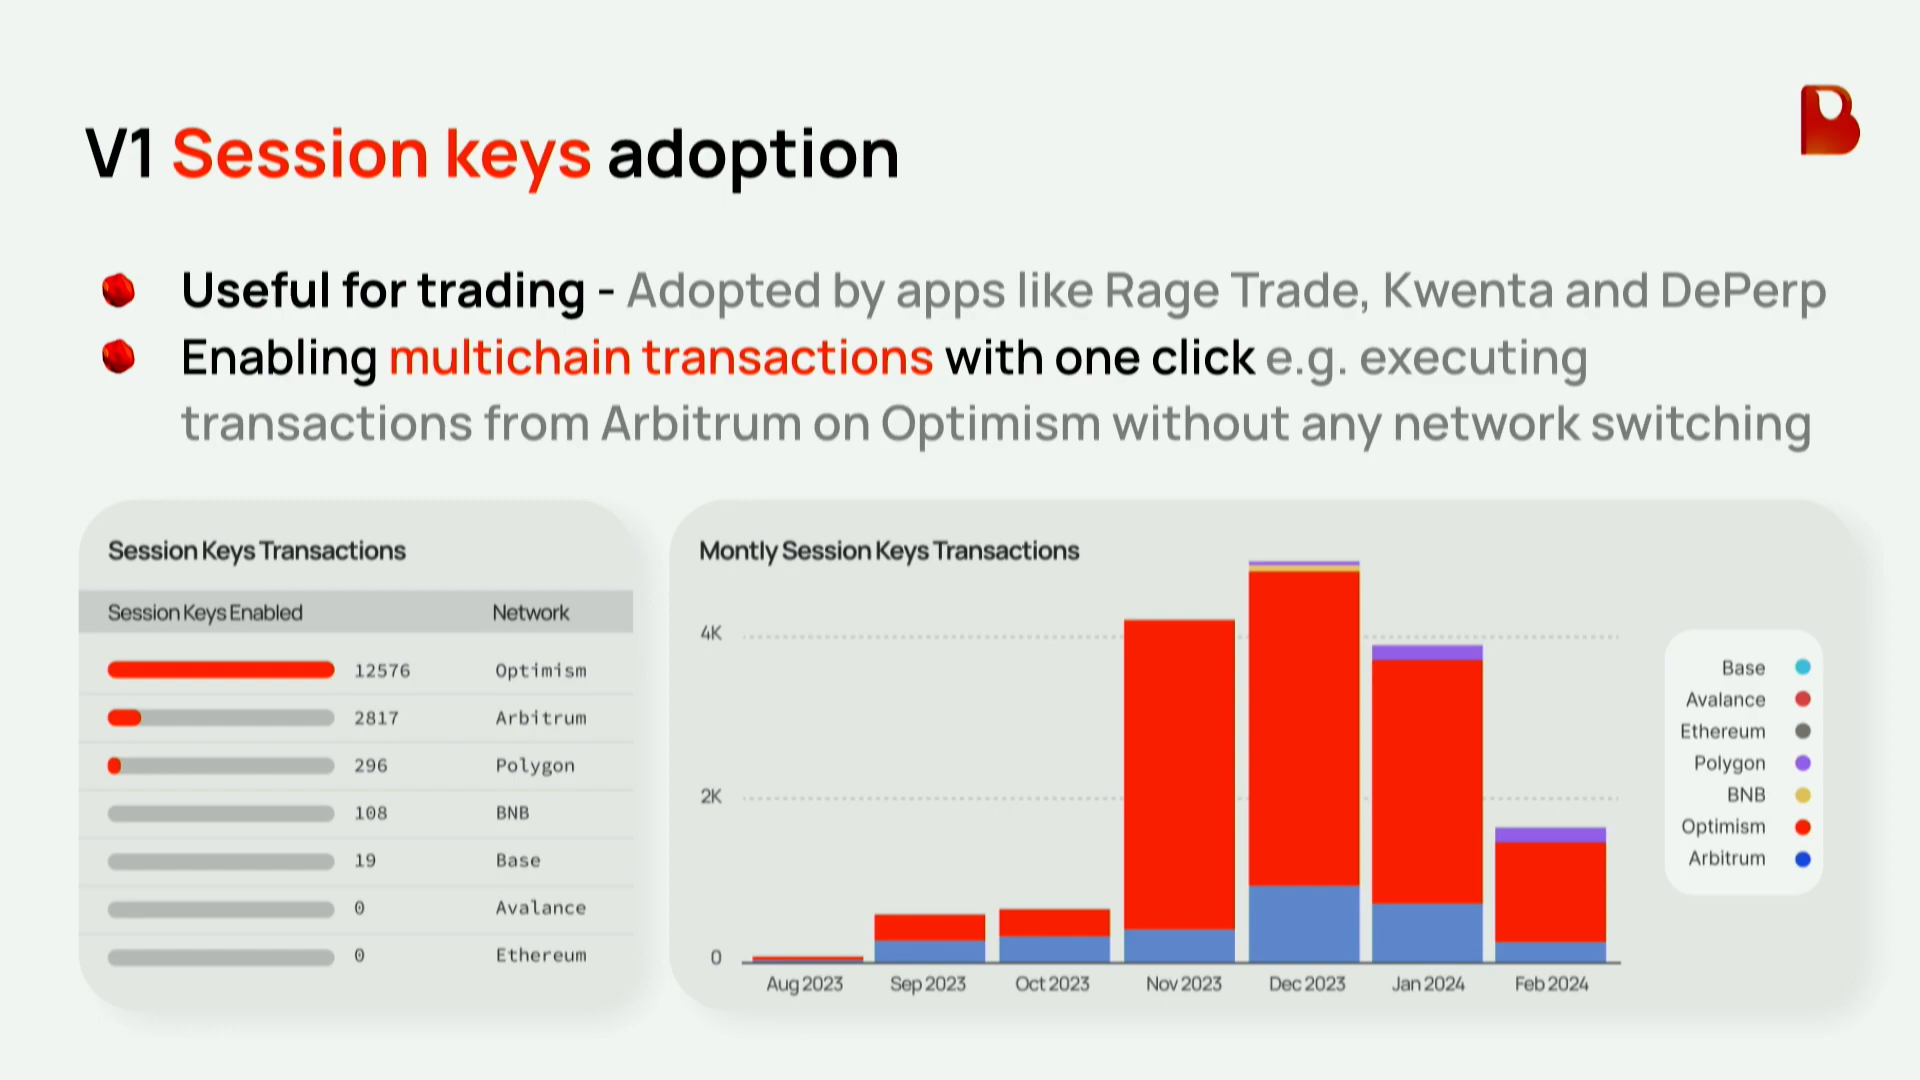 V1 Session keys adoption
Useful for trading - Adopted by apps like Rage Trade, Kwenta and DePerp
Enabling multichain transactions with one click e.g. executing
transactions from Arbitrum on Optimism without any network switching
Session Keys Transactions
Session Keys Enabled Network
12576 Optimism
2817 Arbitrum
296 Polygon
108 BNB
19 Base
0 Avalance
0 Ethereum
Montly Session Keys Transactions
4K
2K
0
Aug 2023 Sep 2023 Oct 2023 Nov 2023 Dec 2023 Jan 2024 Feb 2024
Base
Avalance
Ethereum
Polygon
BNB
Optimism
Arbitrum